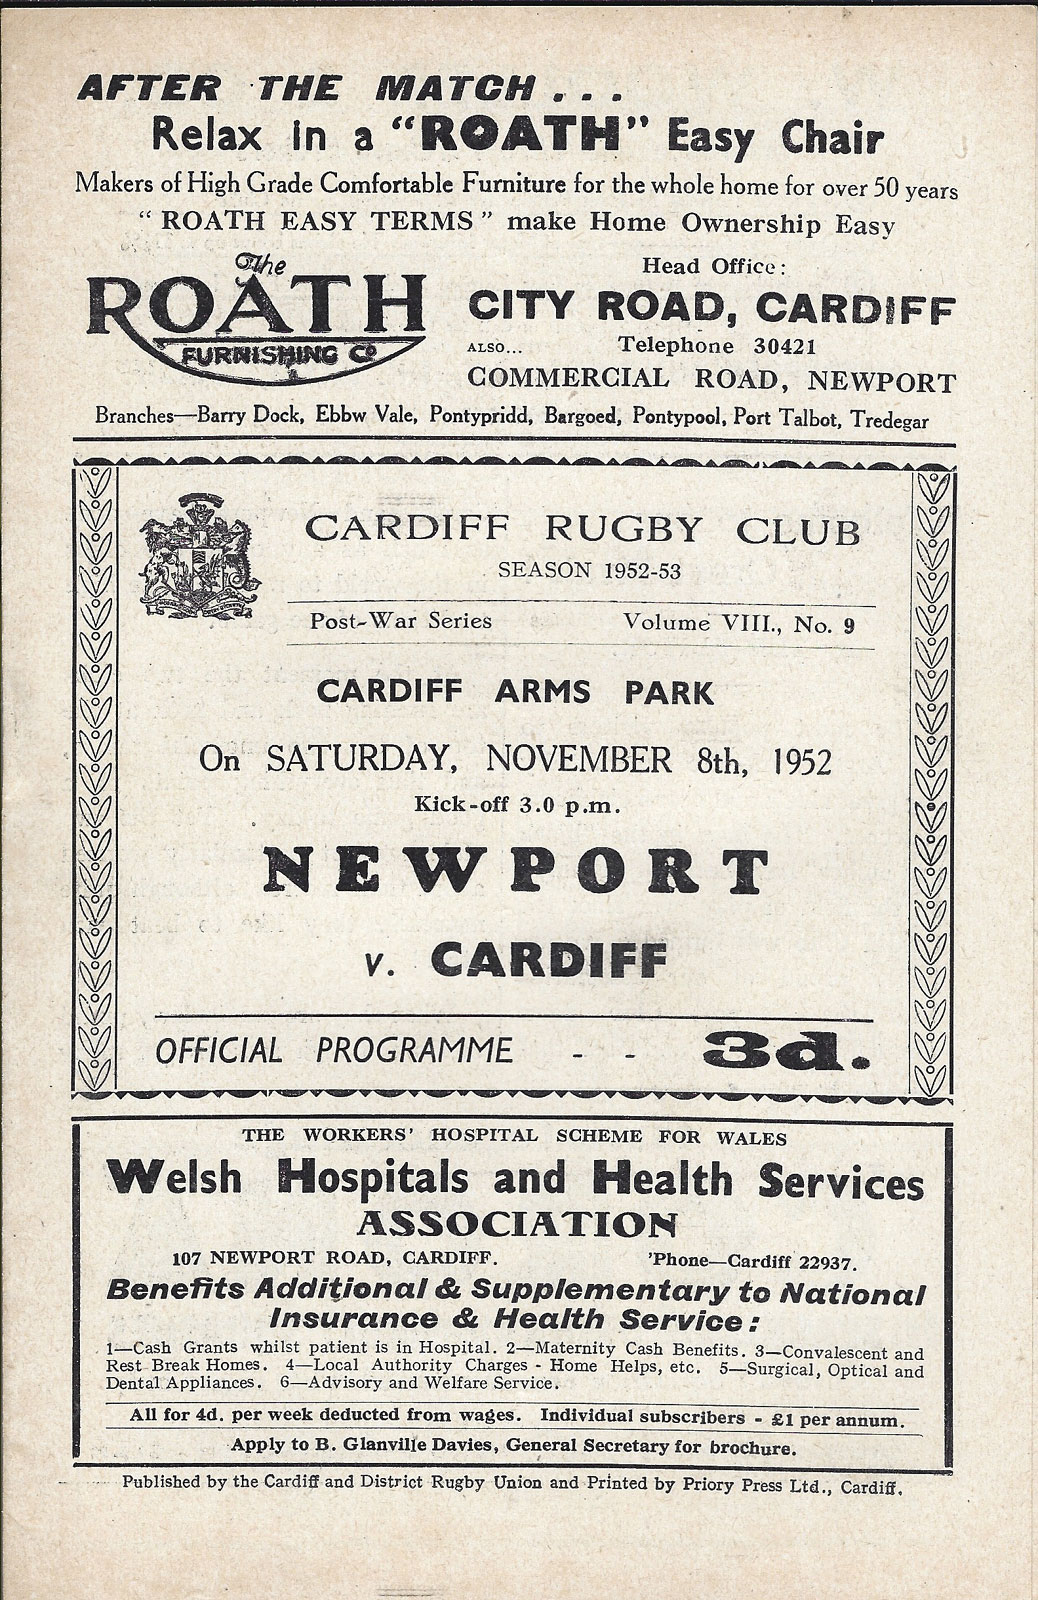 AFTER THE MATCH . . .
Relax in a “ROATH” Easy Chair
Makers of High Grade Comfortable Furniture for the whole home for over 50 years
“ ROATH EASY TERMS ” make Home Ownership Easy
The
ROATH
FURNISHING Co
Head Office:
CITY ROAD, CARDIFF
ALSO... Telephone 30421
COMMERCIAL ROAD, NEWPORT
Branches—Barry Dock, Ebbw Vale, Pontypridd, Bargoed, Pontypool, Port Talbot, Tredegar
CARDIFF RUGBY CLUB
SEASON 1952-53
Post-War Series Volume VIII., No. 9
CARDIFF ARMS PARK
On SATURDAY, NOVEMBER 8th, 1952
Kick-off 3.0 p.m.
NEWPORT
v. CARDIFF
OFFICIAL PROGRAMME - - 3d.
THE WORKERS’ HOSPITAL SCHEME FOR WALES
Welsh Hospitals and Health Services
ASSOCIATION
107 NEWPORT ROAD, CARDIFF. ’Phone—Cardiff 22937.
Benefits Additional & Supplementary to National
Insurance & Health Service :
1—Cash Grants whilst patient is in Hospital. 2—Maternity Cash Benefits. 3—Convalescent and
Rest Break Homes. 4—Local Authority Charges - Home Helps, etc. 5—Surgical, Optical and
Dental Appliances. 6—Advisory and Welfare Service.
All for 4d. per week deducted from wages. Individual subscribers - £1 per annum.
Apply to B. Glanville Davies, General Secretary for brochure.
Published by the Cardiff and District Rugby Union and Printed by Priory Press Ltd., Cardiff.